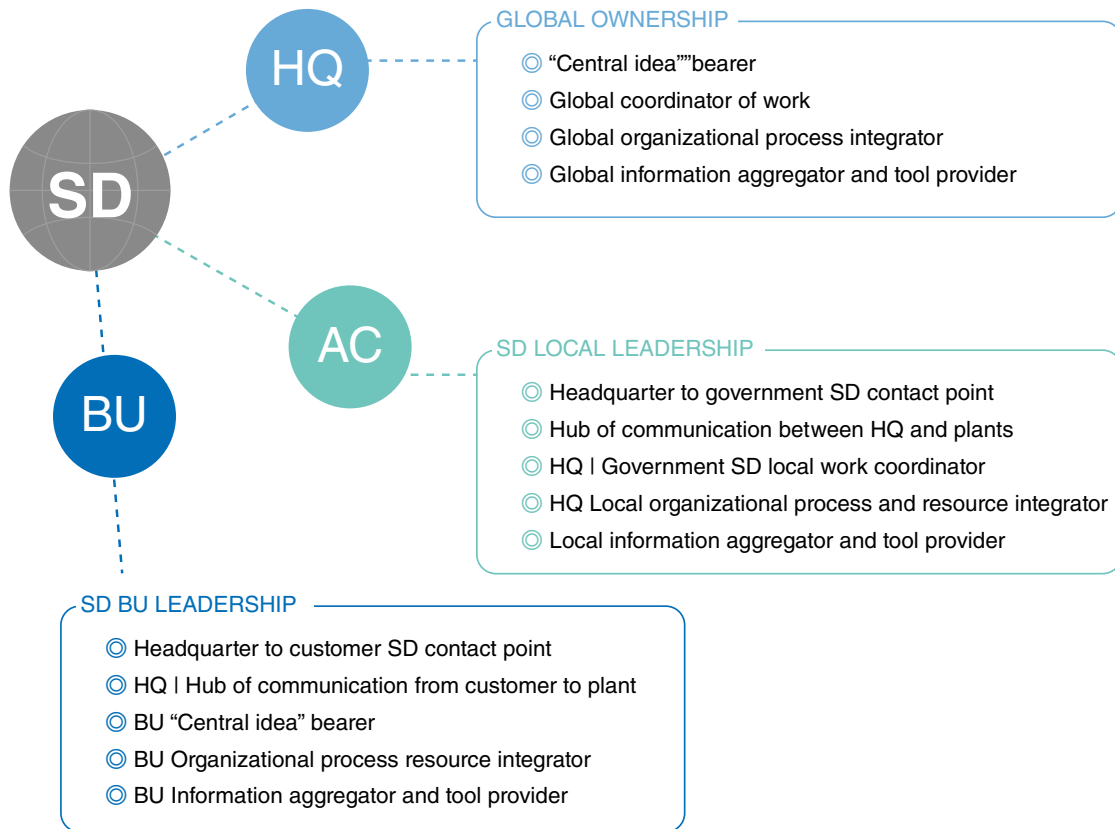 HQ
SD
AC
BU
GLOBAL OWNERSHIP
“Central idea””bearer
Global coordinator of work
Global organizational process integrator
Global information aggregator and tool provider
SD LOCAL LEADERSHIP
Headquarter to government SD contact point
Hub of communication between HQ and plants
HQ | Government SD local work coordinator
HQ Local organizational process and resource integrator
Local information aggregator and tool provider
SD BU LEADERSHIP
Headquarter to customer SD contact point
HQ | Hub of communication from customer to plant
BU “Central idea” bearer
BU Organizational process resource integrator
BU Information aggregator and tool provider